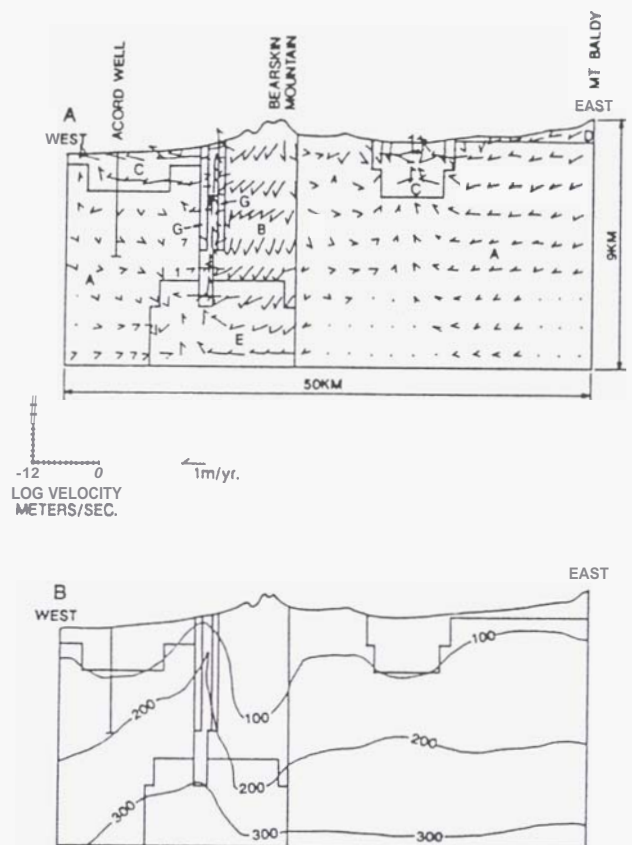 ACORD WELL
BEARSKIN
MOUNTAIN
MT BALDY
A
WEST
EAST
D
C
C
G
G
B
A
A
1
E
9KM
50KM
-12 0
1m/yr.
LOG VELOCITY
METERS/SEC.
B
WEST
EAST
100
200
100
200
200
300
300
300